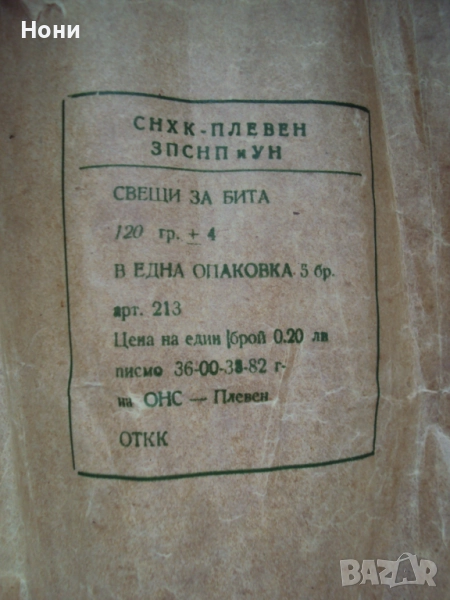 Нони
СНХК-ПЛЕВЕН
ЗПСНП и УН
СВЕЩИ ЗА БИТА
120 гр. ± 4
В ЕДНА ОПАКОВКА 5 бр.
арт. 213
Цена на един брой 0.20 лв
писмо 36-00-38-82 г-
на ОНС — Плевен
ОТКК
BAZAR